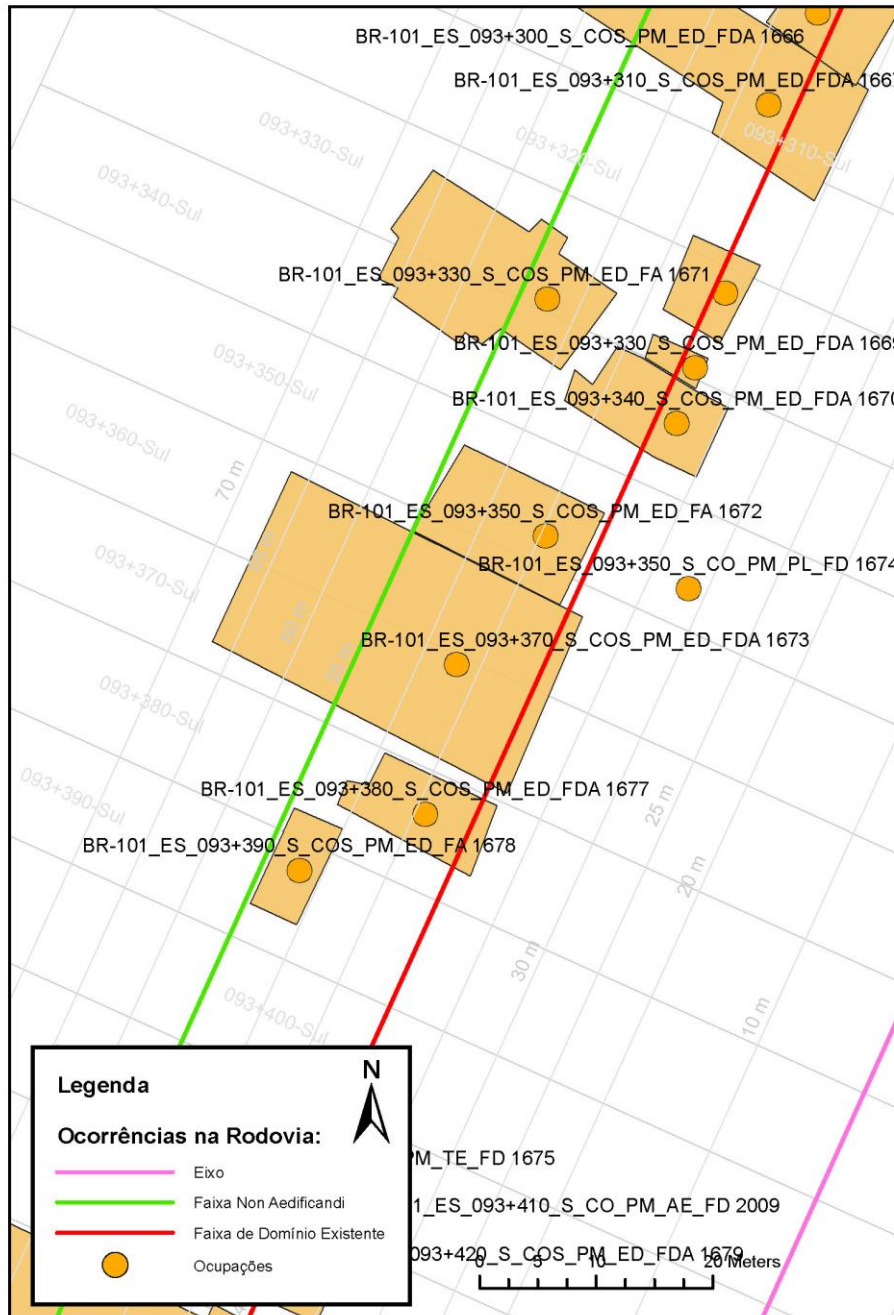 BR-101_ES_093+300_S_COS_PM_ED_FDA 1666
BR-101_ES_093+310_S_COS_PM_ED_FDA 1667
093+330-Sul
093+320-Sul
093+310-Sul
093+340-Sul
BR-101_ES_093+330_S_COS_PM_ED_FA 1671
BR-101_ES_093+330_S_COS_PM_ED_FDA 1669
093+350-Sul
BR-101_ES_093+340_S_COS_PM_ED_FDA 1670
093+360-Sul
70 m
BR-101_ES_093+350_S_COS_PM_ED_FA 1672
093+370-Sul
BR-101_ES_093+350_S_CO_PM_PL_FD 1674
60 m
BR-101_ES_093+370_S_COS_PM_ED_FDA 1673
093+380-Sul
BR-101_ES_093+380_S_COS_PM_ED_FDA 1677
093+390-Sul
25 m
BR-101_ES_093+390_S_COS_PM_ED_FA 1678
20 m
30 m
093+400-Sul
10 m
Legenda
N
Ocorrências na Rodovia:
Eixo
PM_TE_FD 1675
Faixa Non Aedificandi
1_ES_093+410_S_CO_PM_AE_FD 2009
Faixa de Domínio Existente
Ocupações
093+420_S_COS_PM_ED_FDA 1679
0 5 10 20 Meters